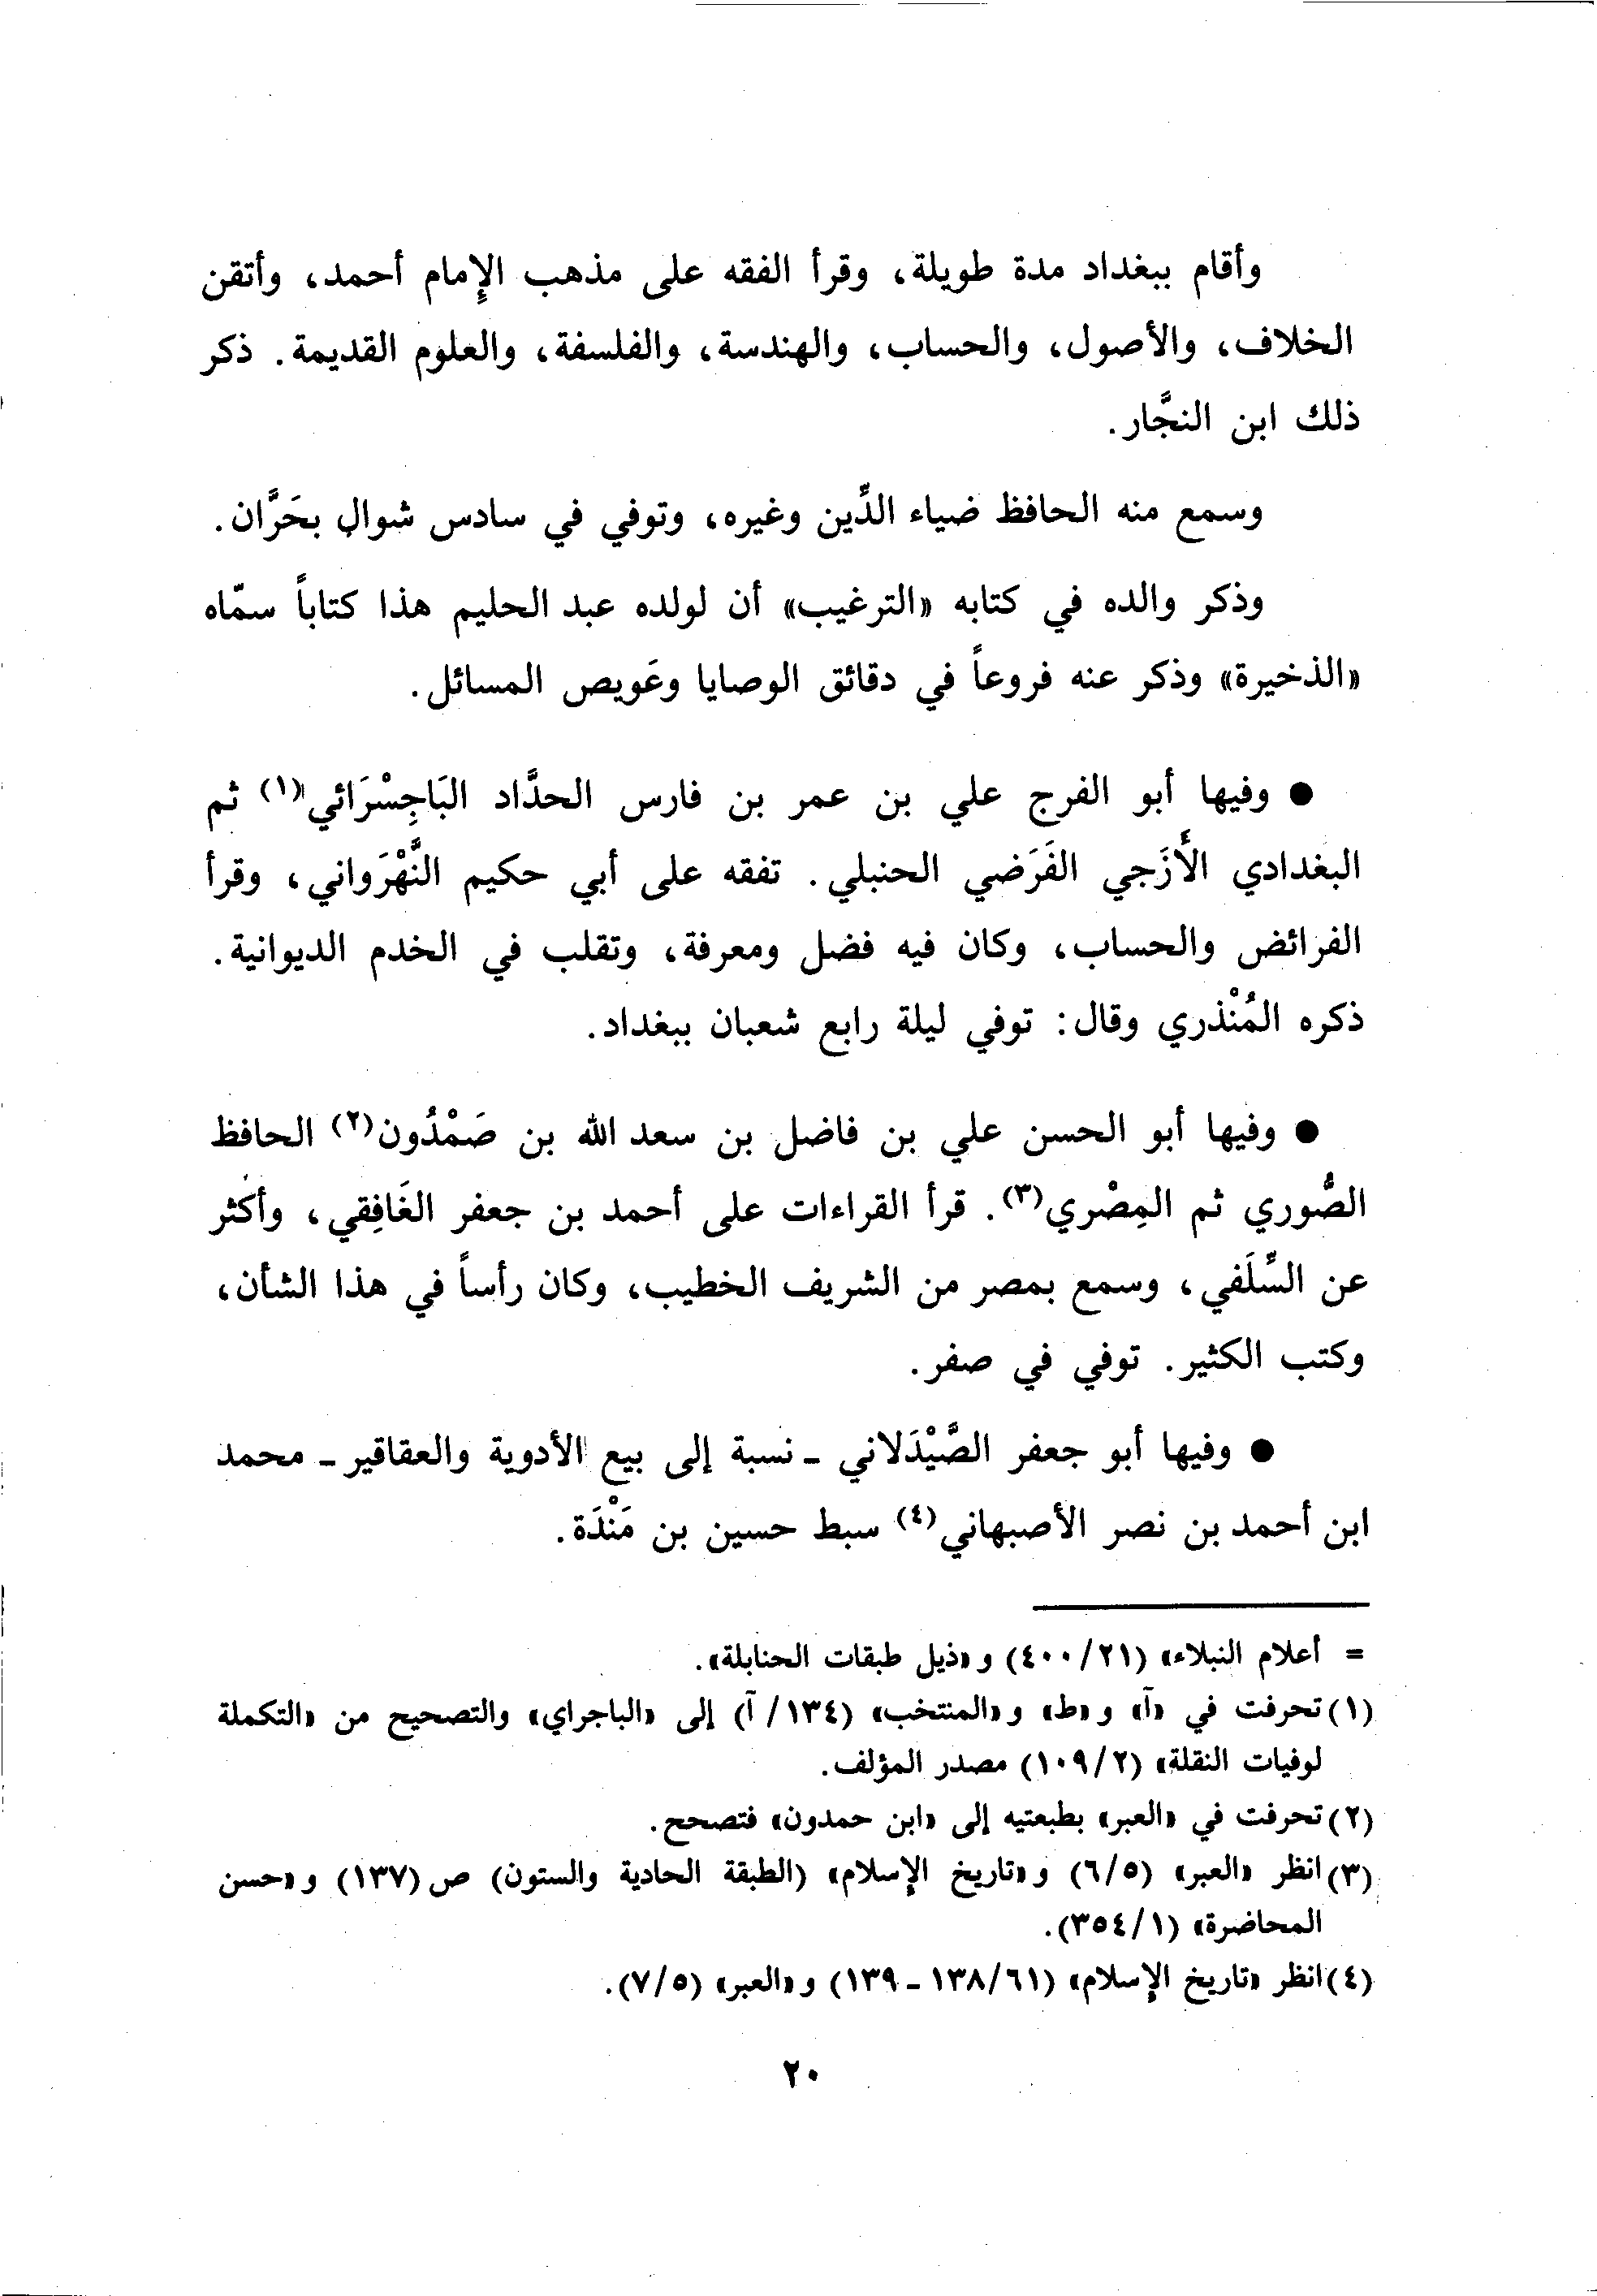 وأقام ببغداد مدة طويلة، وقرأ الفقه على مذهب الإِمام أحمد، وأتقن
الخلاف، والأصول، والحساب، والهندسة، والفلسفة، والعلوم القديمة. ذكر
ذلك ابن النجَّار.
وسمع منه الحافظ ضياء الدِّين وغيره، وتوفي في سادس شوال بحَرَّان.
وذكر والده في كتابه «الترغيب» أن لولده عبد الحليم هذا كتاباً سمّاه
«الذخيرة» وذكر عنه فروعاً في دقائق الوصايا وعَويص المسائل.
● وفيها أبو الفرج علي بن عمر بن فارس الحدَّاد البَاجِسْرَائي(١) ثم
البغدادي الأَزَجي الفَرَضي الحنبلي. تفقه على أبي حكيم النَّهْرَواني، وقرأ
الفرائض والحساب، وكان فيه فضل ومعرفة، وتقلب في الخدم الديوانية.
ذكره المُنْذري وقال: توفي ليلة رابع شعبان ببغداد.
● وفيها أبو الحسن علي بن فاضل بن سعد الله بن صَمْدُون(٢) الحافظ
الصُّوري ثم المِصْري(٣). قرأ القراءات على أحمد بن جعفر الغَافِقي، وأكثر
عن السِّلَفي، وسمع بمصر من الشريف الخطيب، وكان رأساً في هذا الشأن،
وكتب الكثير. توفي في صفر.
● وفيها أبو جعفر الصَّيْدَلاني ـ نسبة إلى بيع الأدوية والعقاقير ـ محمد
ابن أحمد بن نصر الأصبهاني(٤) سبط حسين بن مَنْدَة.
= أعلام النبلاء» (٤٠٠/٢١) و «ذيل طبقات الحنابلة».
(١) تحرفت في «آ» و «ط» و «المنتخب» (١٣٤/ آ) إلى «الباجراي» والتصحيح من «التكملة
لوفيات النقلة» (١٠٩/٢) مصدر المؤلف.
(٢) تحرفت في «العبر» بطبعتيه إلى «ابن حمدون» فتصحح.
(٣) انظر «العبر» (٦/٥) و «تاريخ الإِسلام» (الطبقة الحادية والستون) ص (١٣٧) و «حسن
المحاضرة» (٣٥٤/١).
(٤) انظر «تاريخ الإِسلام» (١٣٨/٦١ ـ ١٣٩) و «العبر» (٧/٥).
٢٠